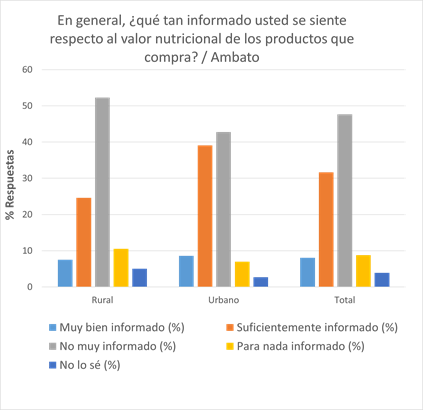 En general, ¿qué tan informado usted se siente
respecto al valor nutricional de los productos que
compra? / Ambato
% Respuestas
60
50
40
30
20
10
0
Rural
Urbano
Total
Muy bien informado (%)
Suficientemente informado (%)
No muy informado (%)
Para nada informado (%)
No lo sé (%)